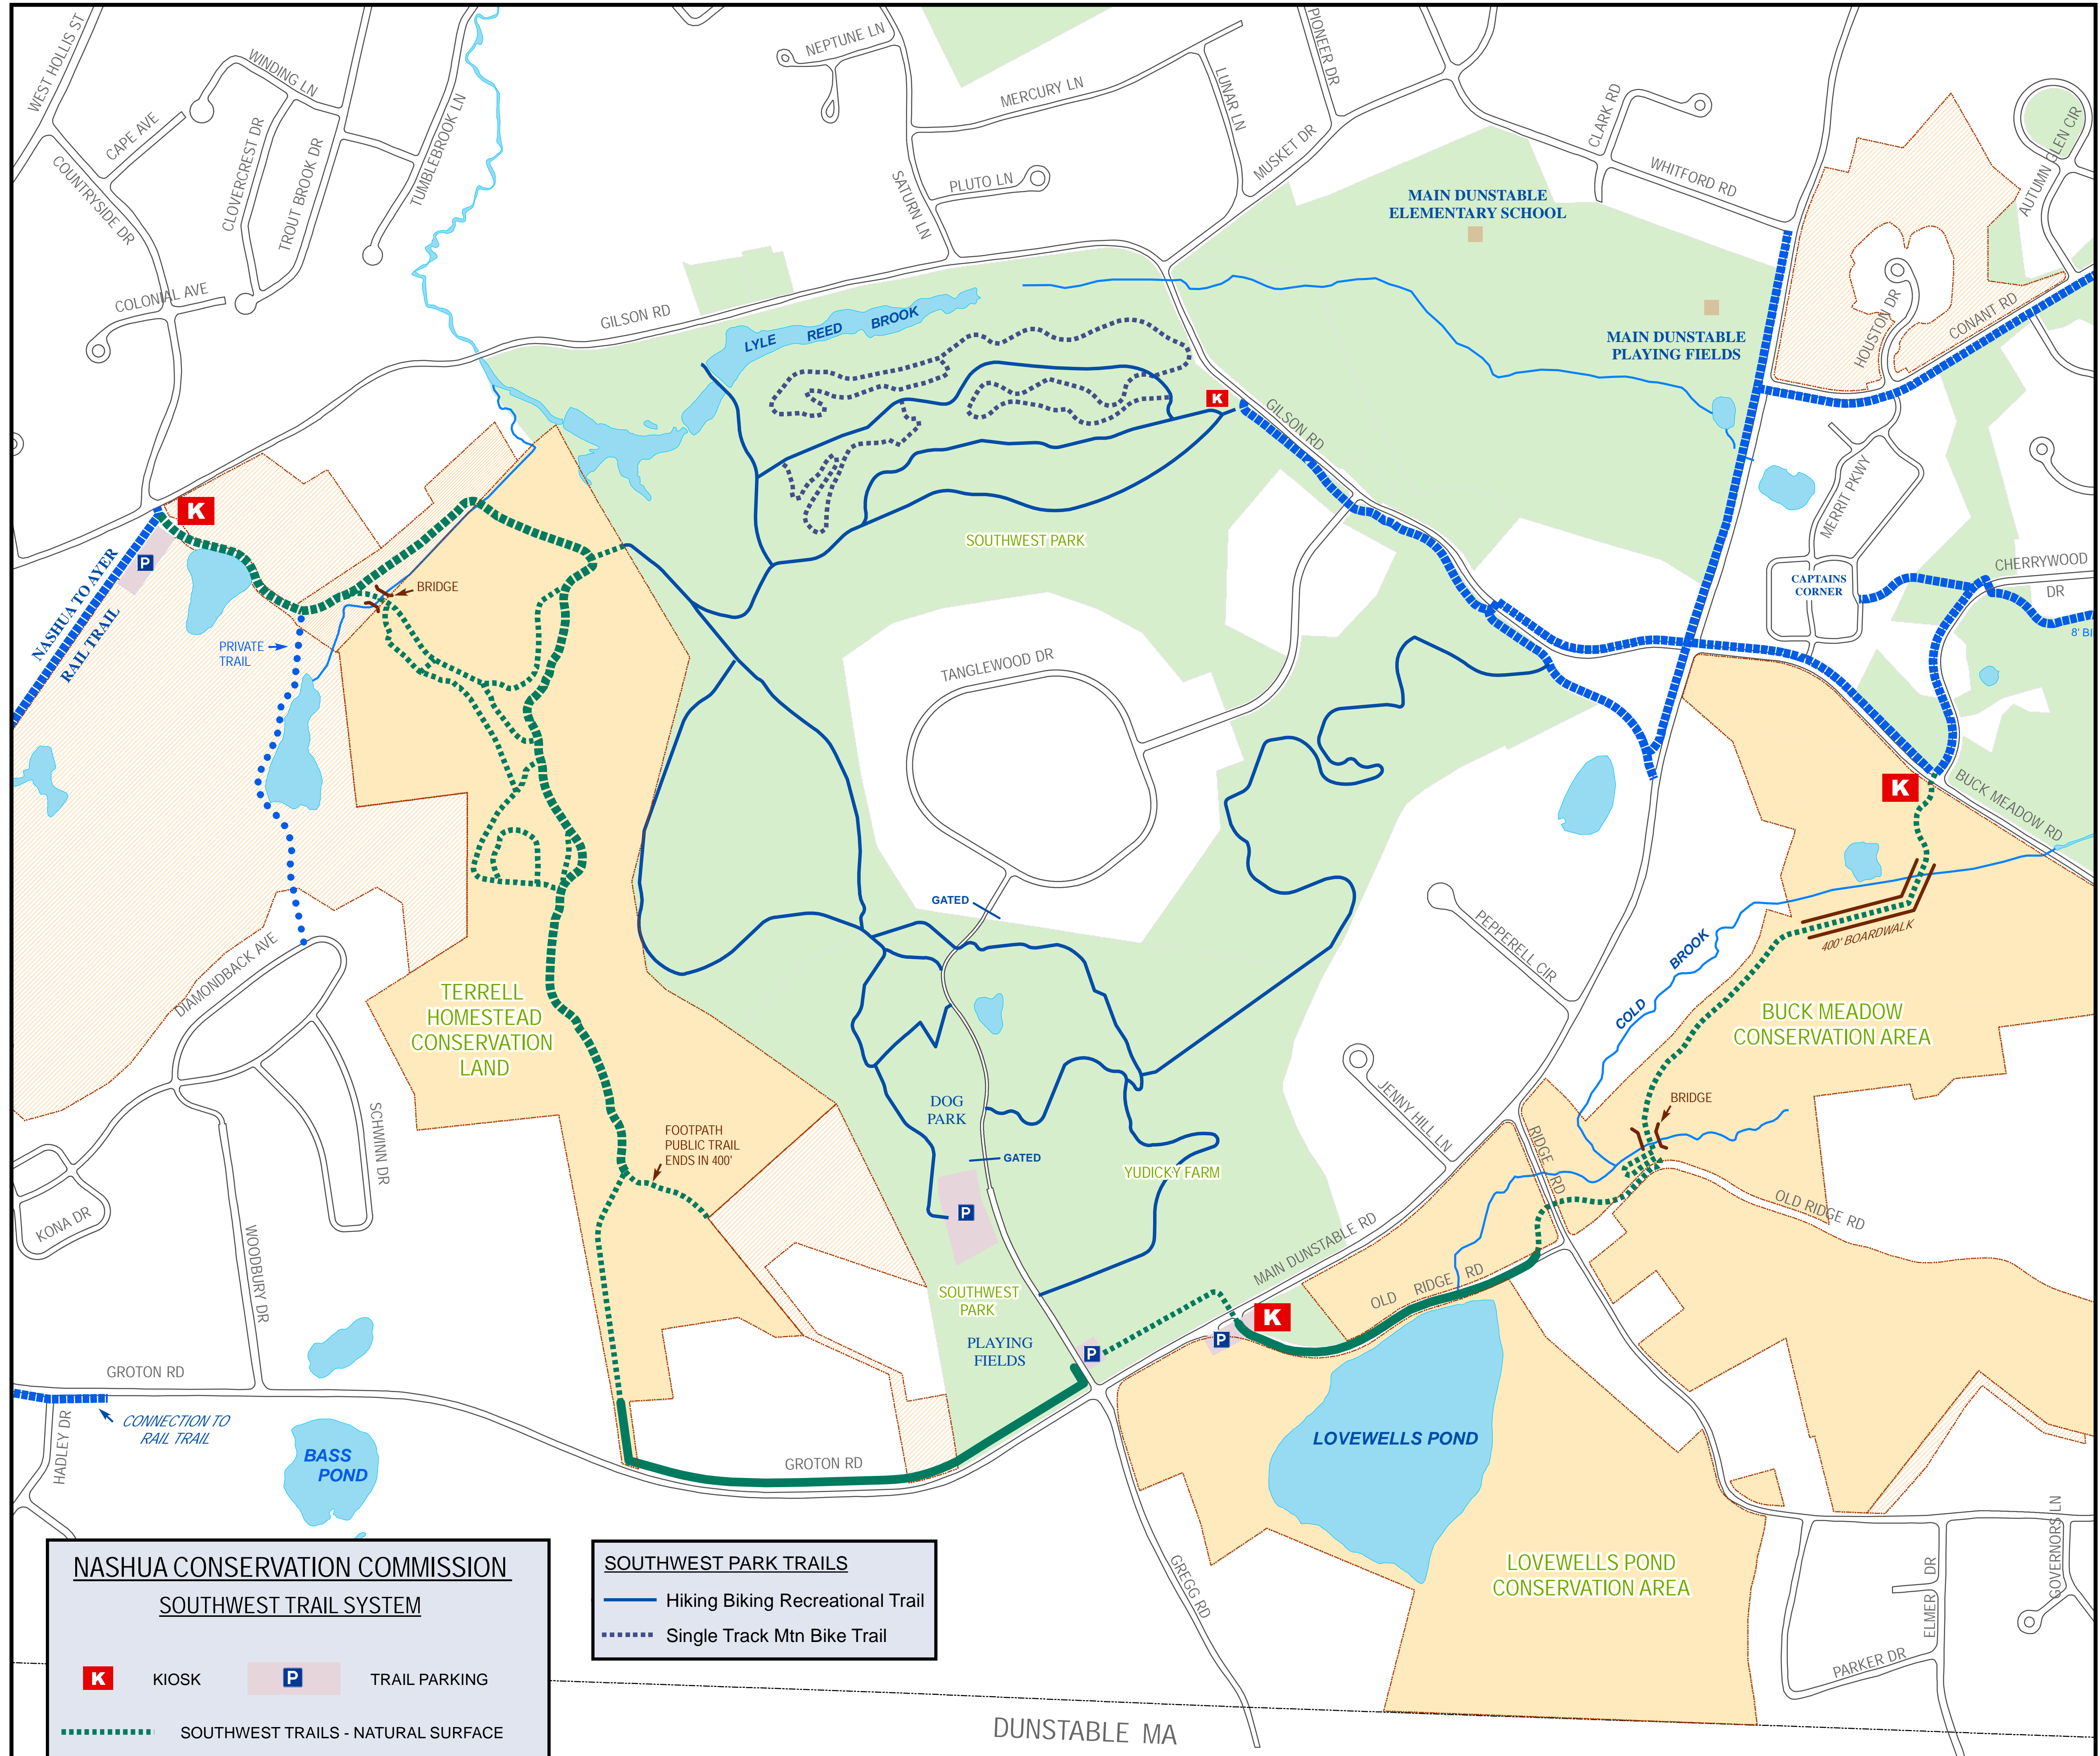 WEST HOLLIS ST
WINDING LN
CAPE AVE
COUNTRYSIDE DR
CLOVERCREST DR
TROUT BROOK DR
TUMBLEBROOK LN
COLONIAL AVE
NEPTUNE LN
MERCURY LN
SATURN LN
PLUTO LN
LUNAR LN
PIONEER DR
MUSKET DR
CLARK RD
WHITFORD RD
AUTUMN GLEN CIR
MAIN DUNSTABLE
ELEMENTARY SCHOOL
GILSON RD
LYLE REED BROOK
MAIN DUNSTABLE
PLAYING FIELDS
HOUSTON DR
CONANT RD
K
GILSON RD
MERRIT PKWY
K
P
NASHUA TO AYER
RAIL TRAIL
BRIDGE
PRIVATE
TRAIL
SOUTHWEST PARK
CAPTAINS
CORNER
CHERRYWOOD
DR
8' BI
TANGLEWOOD DR
K
BUCK MEADOW RD
GATED
PEPPERELL CIR
400' BOARDWALK
COLD BROOK
DIAMONDBACK AVE
TERRELL
HOMESTEAD
CONSERVATION
LAND
BUCK MEADOW
CONSERVATION AREA
DOG
PARK
JENNY HILL LN
BRIDGE
SCHWINN DR
FOOTPATH
PUBLIC TRAIL
ENDS IN 400'
GATED
YUDICKY FARM
RIDGE RD
OLD RIDGE RD
KONA DR
WOODBURY DR
P
MAIN DUNSTABLE RD
SOUTHWEST
PARK
OLD RIDGE RD
K
P
P
PLAYING
FIELDS
GROTON RD
HADLEY DR
CONNECTION TO
RAIL TRAIL
BASS
POND
GROTON RD
LOVEWELLS POND
GREGG RD
LOVEWELLS POND
CONSERVATION AREA
GOVERNORS LN
ELMER DR
PARKER DR
DUNSTABLE MA
NASHUA CONSERVATION COMMISSION
SOUTHWEST TRAIL SYSTEM
K KIOSK P TRAIL PARKING
SOUTHWEST TRAILS - NATURAL SURFACE
SOUTHWEST PARK TRAILS
Hiking Biking Recreational Trail
Single Track Mtn Bike Trail